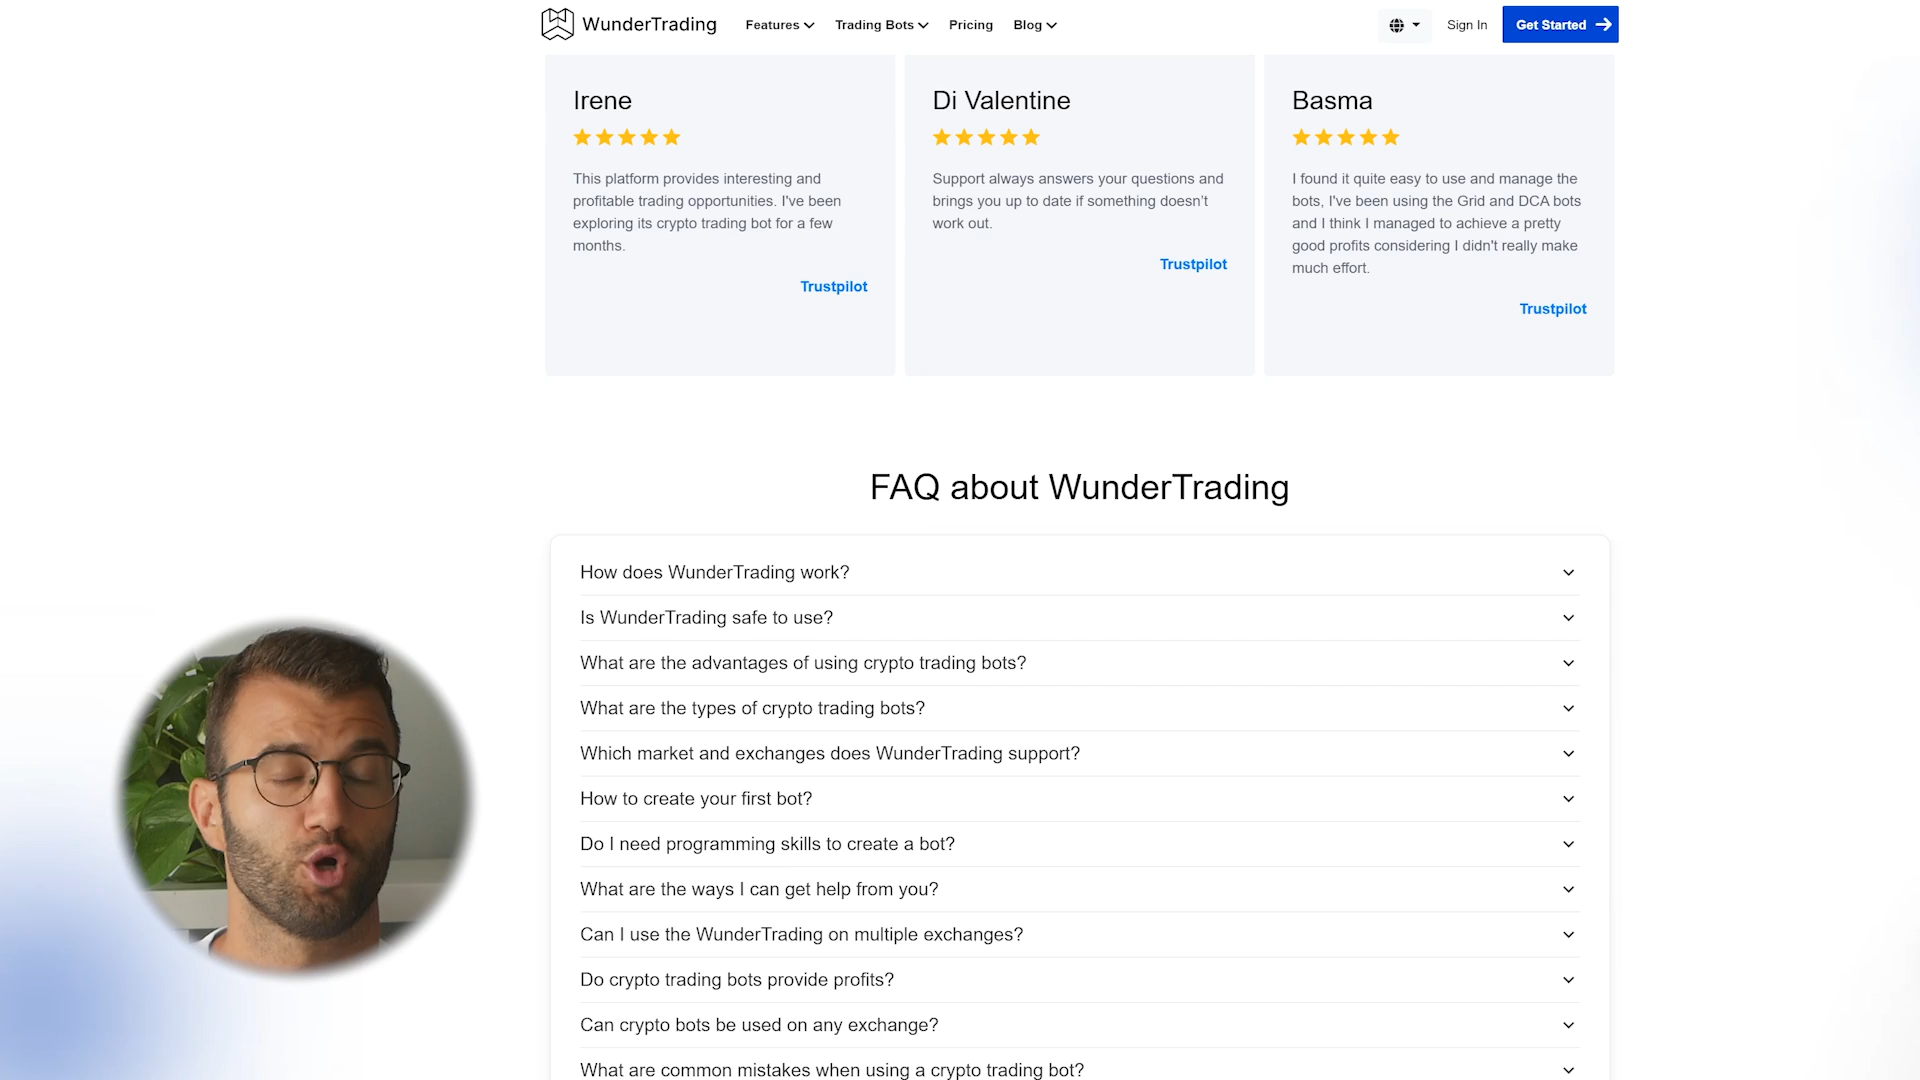 WunderTrading Features Trading Bots Pricing Blog Sign In Get Started
Irene
This platform provides interesting and
profitable trading opportunities. I've been
exploring its crypto trading bot for a few
months.
Trustpilot
Di Valentine
Support always answers your questions and
brings you up to date if something doesn’t
work out.
Trustpilot
Basma
I found it quite easy to use and manage the
bots, I've been using the Grid and DCA bots
and I think I managed to achieve a pretty
good profits considering I didn't really make
much effort.
Trustpilot
FAQ about WunderTrading
How does WunderTrading work?
Is WunderTrading safe to use?
What are the advantages of using crypto trading bots?
What are the types of crypto trading bots?
Which market and exchanges does WunderTrading support?
How to create your first bot?
Do I need programming skills to create a bot?
What are the ways I can get help from you?
Can I use the WunderTrading on multiple exchanges?
Do crypto trading bots provide profits?
Can crypto bots be used on any exchange?
What are common mistakes when using a crypto trading bot?